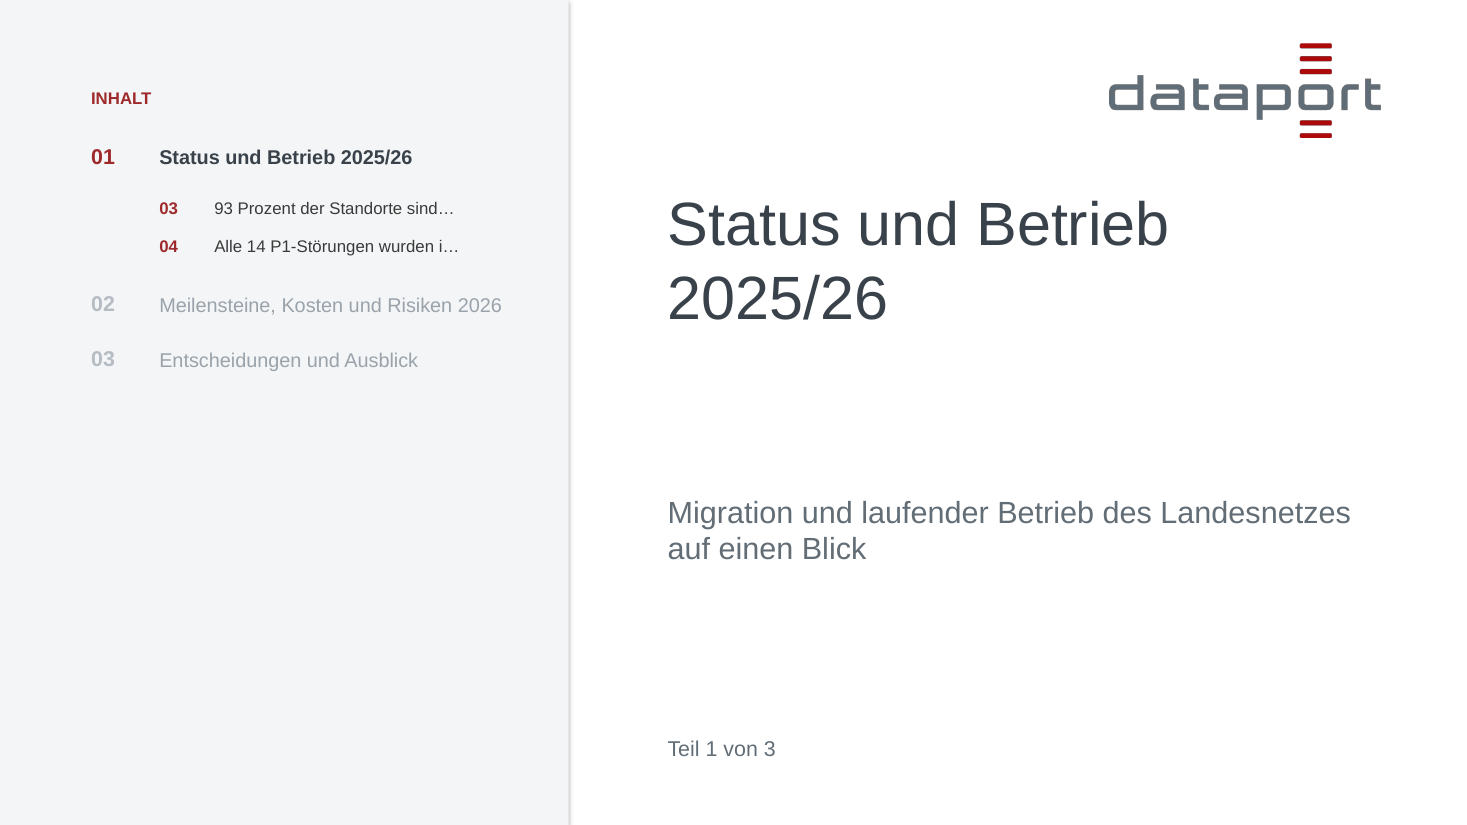 INHALT
01 Status und Betrieb 2025/26
03 93 Prozent der Standorte sind…
04 Alle 14 P1-Störungen wurden i…
02 Meilensteine, Kosten und Risiken 2026
03 Entscheidungen und Ausblick
dataport
Status und Betrieb
2025/26
Migration und laufender Betrieb des Landesnetzes
auf einen Blick
Teil 1 von 3